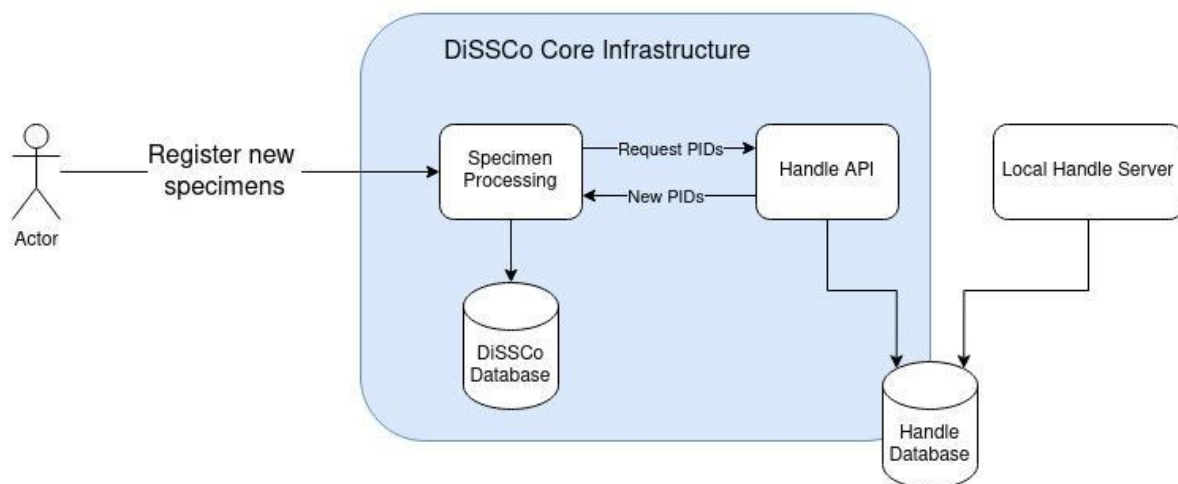 DiSSCo Core Infrastructure
Register new
specimens
Actor
Specimen
Processing
Request PIDs
New PIDs
Handle API
Local Handle Server
DiSSCo
Database
Handle
Database